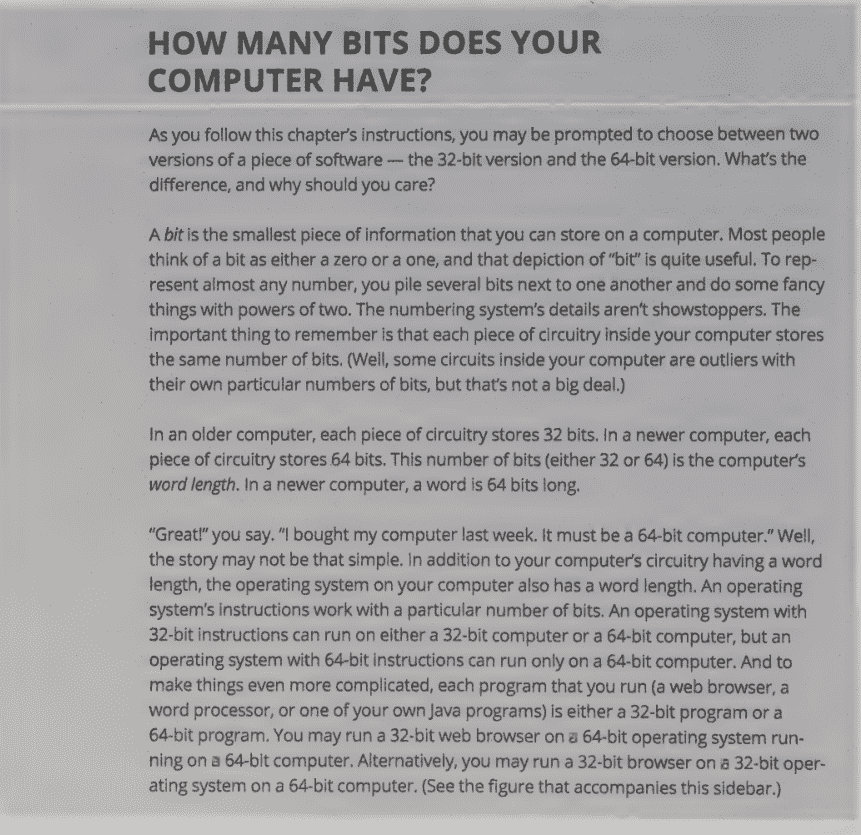 HOW MANY BITS DOES YOUR
COMPUTER HAVE?
As you follow this chapter's instructions, you may be prompted to choose between two
versions of a piece of software — the 32-bit version and the 64-bit version. What's the
difference, and why should you care?
A bit is the smallest piece of information that you can store on a computer. Most people
think of a bit as either a zero or a one, and that depiction of "bit" is quite useful. To rep-
resent almost any number, you pile several bits next to one another and do some fancy
things with powers of two. The numbering system's details aren't showstoppers. The
important thing to remember is that each piece of circuitry inside your computer stores
the same number of bits. (Well, some circuits inside your computer are outliers with
their own particular numbers of bits, but that's not a big deal.)
In an older computer, each piece of circuitry stores 32 bits. In a newer computer, each
piece of circuitry stores 64 bits. This number of bits (either 32 or 64) is the computer's
word length. In a newer computer, a word is 64 bits long.
"Great!" you say. "I bought my computer last week. It must be a 64-bit computer." Well,
the story may not be that simple. In addition to your computer's circuitry having a word
length, the operating system on your computer also has a word length. An operating
system's instructions work with a particular number of bits. An operating system with
32-bit instructions can run on either a 32-bit computer or a 64-bit computer, but an
operating system with 64-bit instructions can run only on a 64-bit computer. And to
make things even more complicated, each program that you run (a web browser, a
word processor, or one of your own Java programs) is either a 32-bit program or a
64-bit program. You may run a 32-bit web browser on a 64-bit operating system run-
ning on a 64-bit computer. Alternatively, you may run a 32-bit browser on a 32-bit oper-
ating system on a 64-bit computer. (See the figure that accompanies this sidebar.)